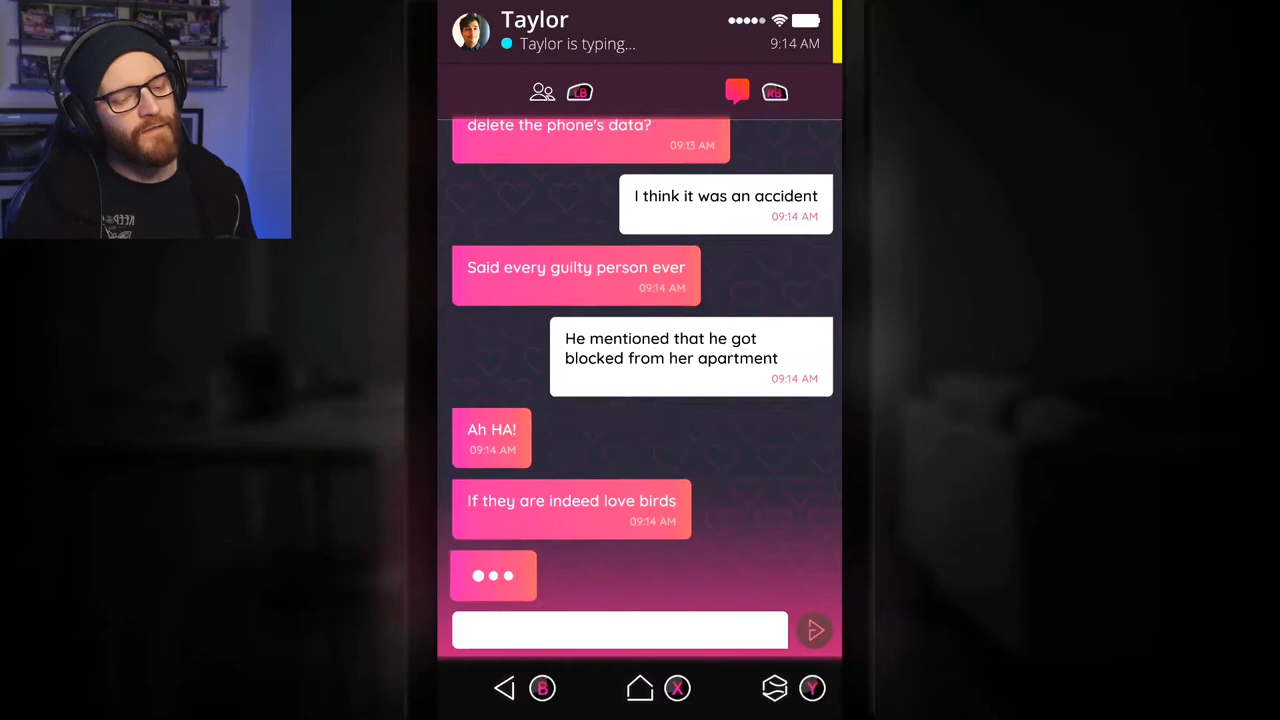 Taylor
Taylor is typing...
9:14 AM
LB
RB
delete the phone's data?
09:13 AM
I think it was an accident
09:14 AM
Said every guilty person ever
09:14 AM
He mentioned that he got
blocked from her apartment
09:14 AM
Ah HA!
09:14 AM
If they are indeed love birds
09:14 AM
B
X
Y